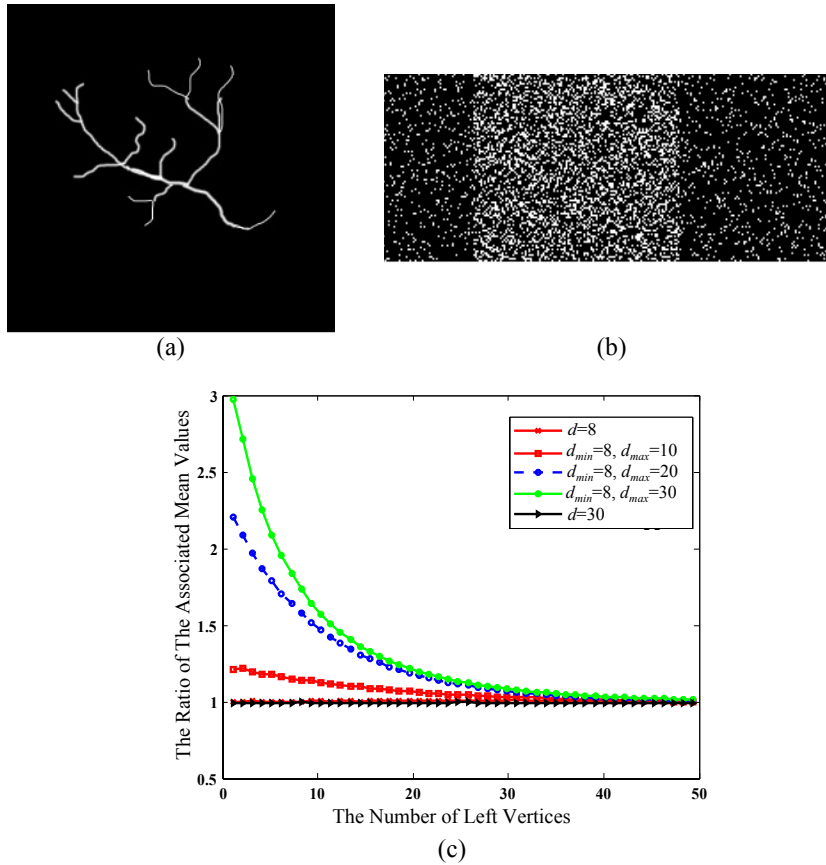 (a)
(b)
The Ratio of The Associated Mean Values
3
2.5
2
1.5
1
0.5
d=8
dmin=8, dmax=10
dmin=8, dmax=20
dmin=8, dmax=30
d=30
0
10
20
30
40
50
The Number of Left Vertices
(c)